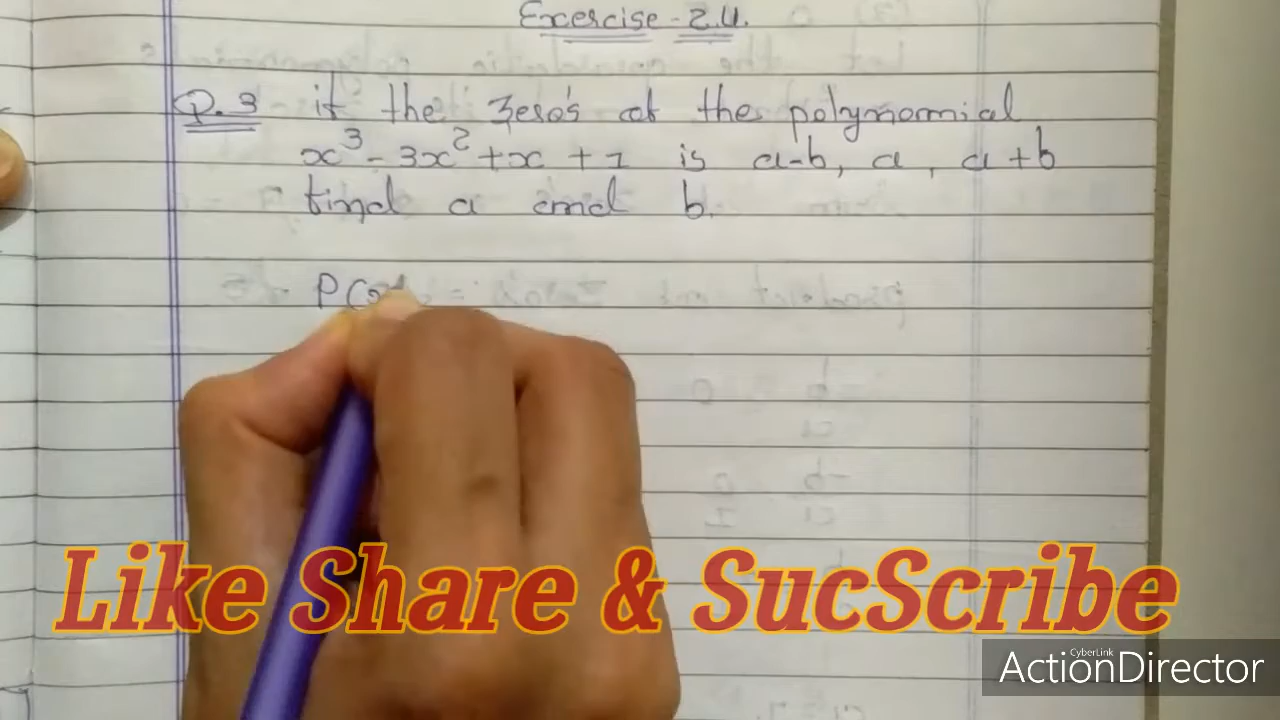 Exercise - 2.4.
Q.3 if the zeros's of the polynomial
x³ - 3x² + x + 1 is a-b, a, a+b
find a and b.
P(x)
Like Share & SucScribe
CyberLink
ActionDirector